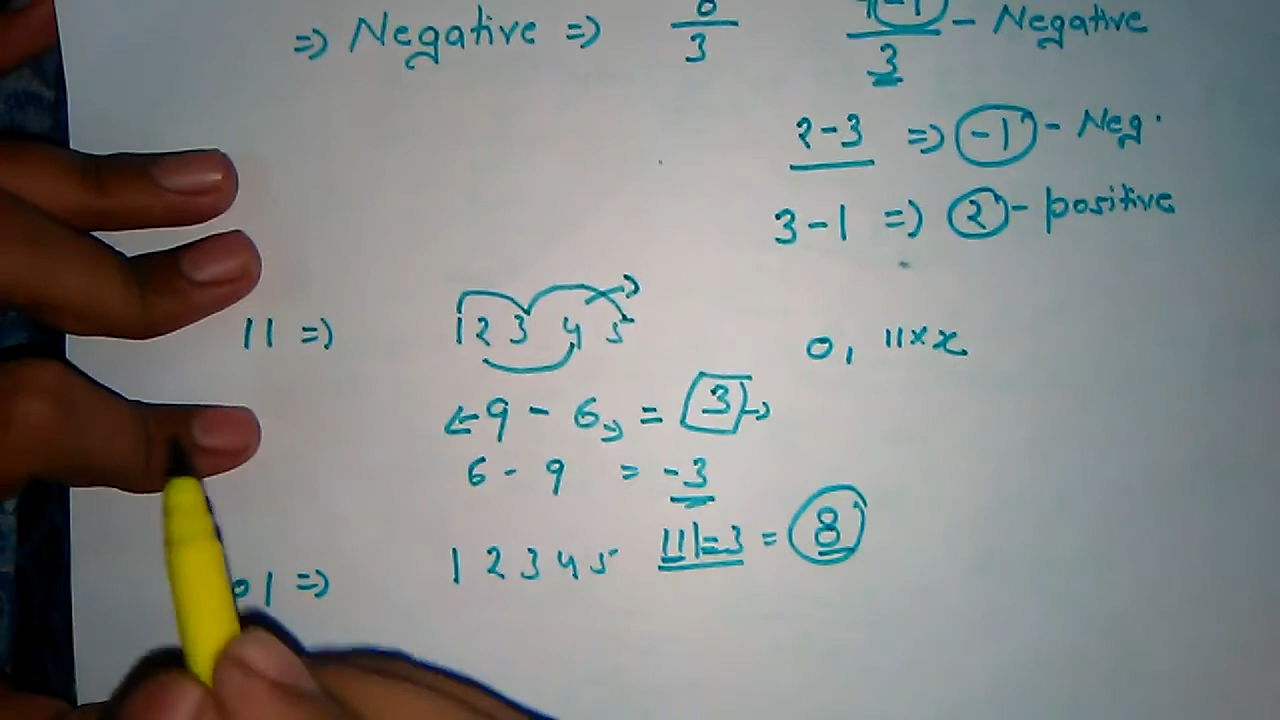 => Negative => 0/3 -1/3 - Negative
2-3 => -1 - Neg.
3-1 => 2 - positive
11 => 1 2 3 4 5 0, 11×x
9 - 6 = 3
6 - 9 = -3
11-3 = 8
01 => 1 2 3 4 5